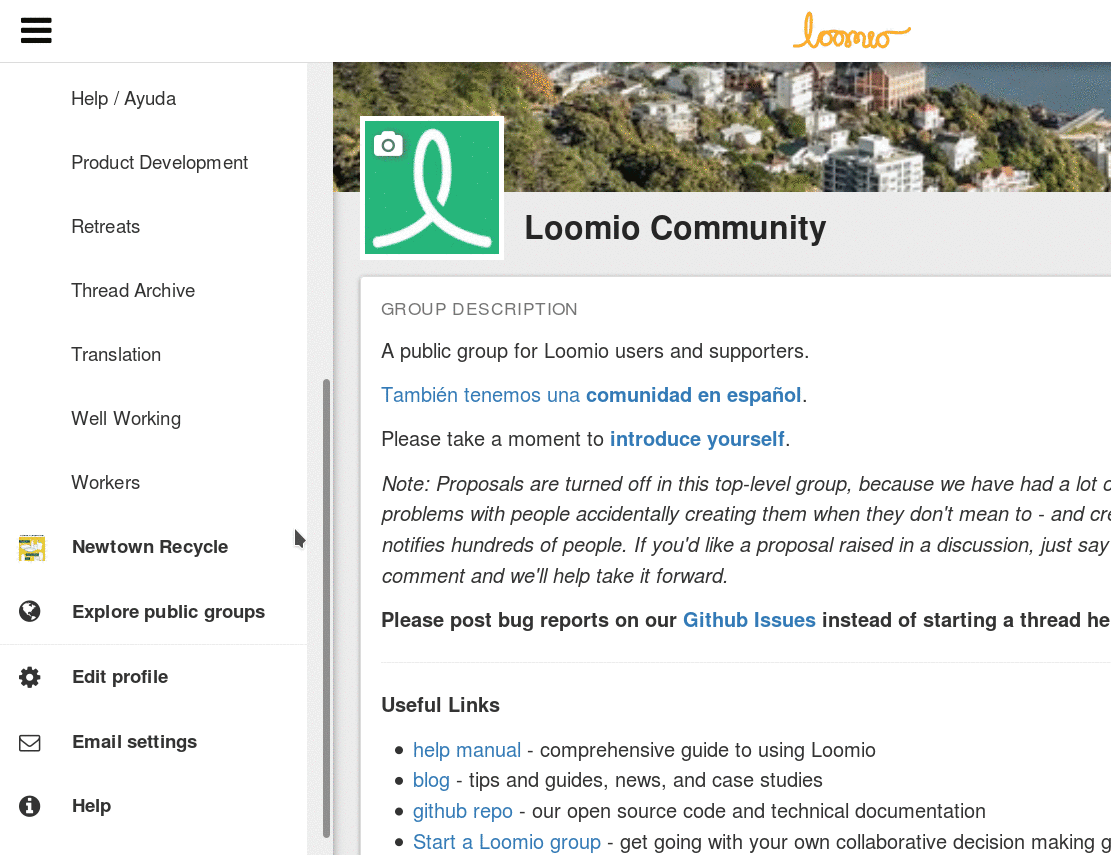 loomio
Help / Ayuda
Product Development
Retreats
Thread Archive
Translation
Well Working
Workers
Newtown Recycle
Explore public groups
Edit profile
Email settings
Help
Loomio Community
GROUP DESCRIPTION
A public group for Loomio users and supporters.
También tenemos una comunidad en español.
Please take a moment to introduce yourself.
Note: Proposals are turned off in this top-level group, because we have had a lot
problems with people accidentally creating them when they don't mean to - and
notifies hundreds of people. If you'd like a proposal raised in a discussion, just say
comment and we'll help take it forward.
Please post bug reports on our Github Issues instead of starting a thread
Useful Links
help manual - comprehensive guide to using Loomio
blog - tips and guides, news, and case studies
github repo - our open source code and technical documentation
Start a Loomio group - get going with your own collaborative decision making